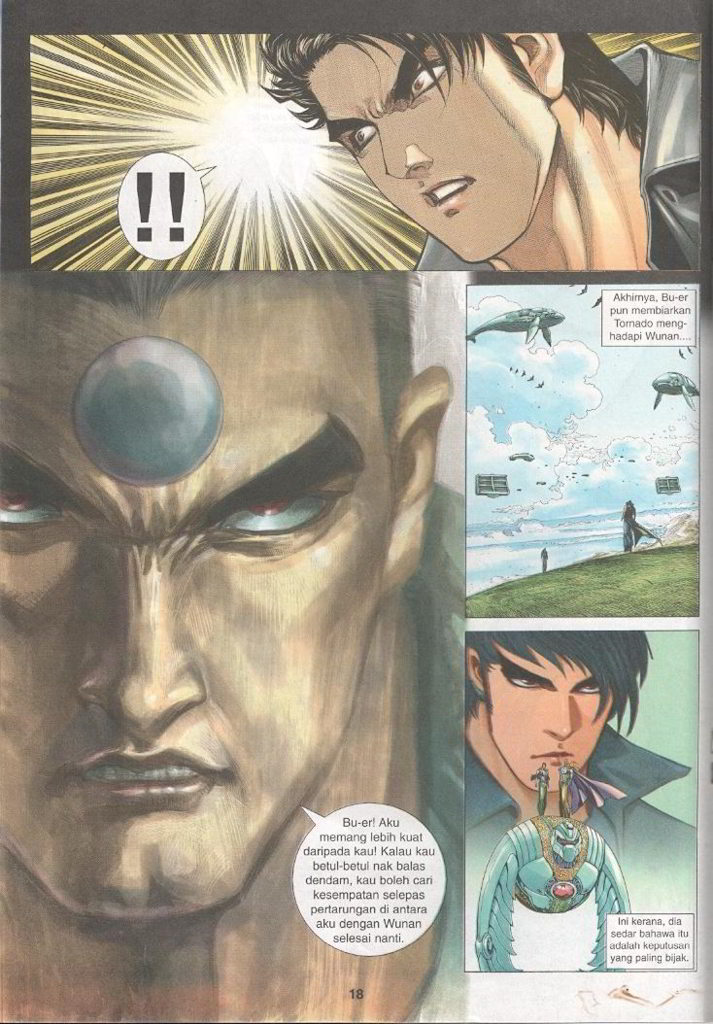 !!
Akhirnya, Bu-er
pun membiarkan
Tornado meng-
hadapi Wunan....
Bu-er! Aku
memang lebih kuat
daripada kau! Kalau kau
betul-betul nak balas
dendam, kau boleh cari
kesempatan selepas
pertarungan di antara
aku dengan Wunan
selesai nanti.
Ini kerana, dia
sedar bahawa itu
adalah keputusan
yang paling bijak.
18